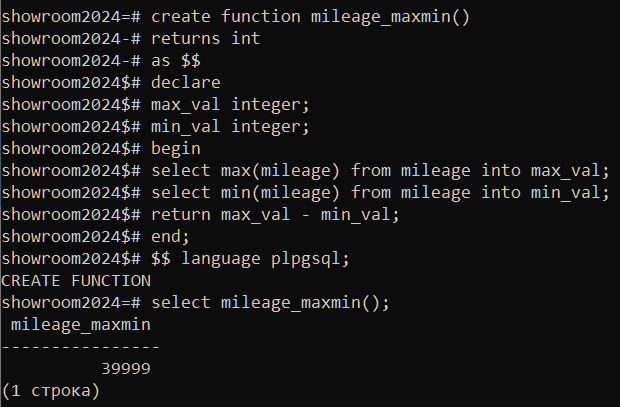 showroom2024=# create function mileage_maxmin()
showroom2024-# returns int
showroom2024-# as $$
showroom2024$# declare
showroom2024$# max_val integer;
showroom2024$# min_val integer;
showroom2024$# begin
showroom2024$# select max(mileage) from mileage into max_val;
showroom2024$# select min(mileage) from mileage into min_val;
showroom2024$# return max_val - min_val;
showroom2024$# end;
showroom2024$# $$ language plpgsql;
CREATE FUNCTION
showroom2024=# select mileage_maxmin();
 mileage_maxmin
----------------
          39999
(1 строка)